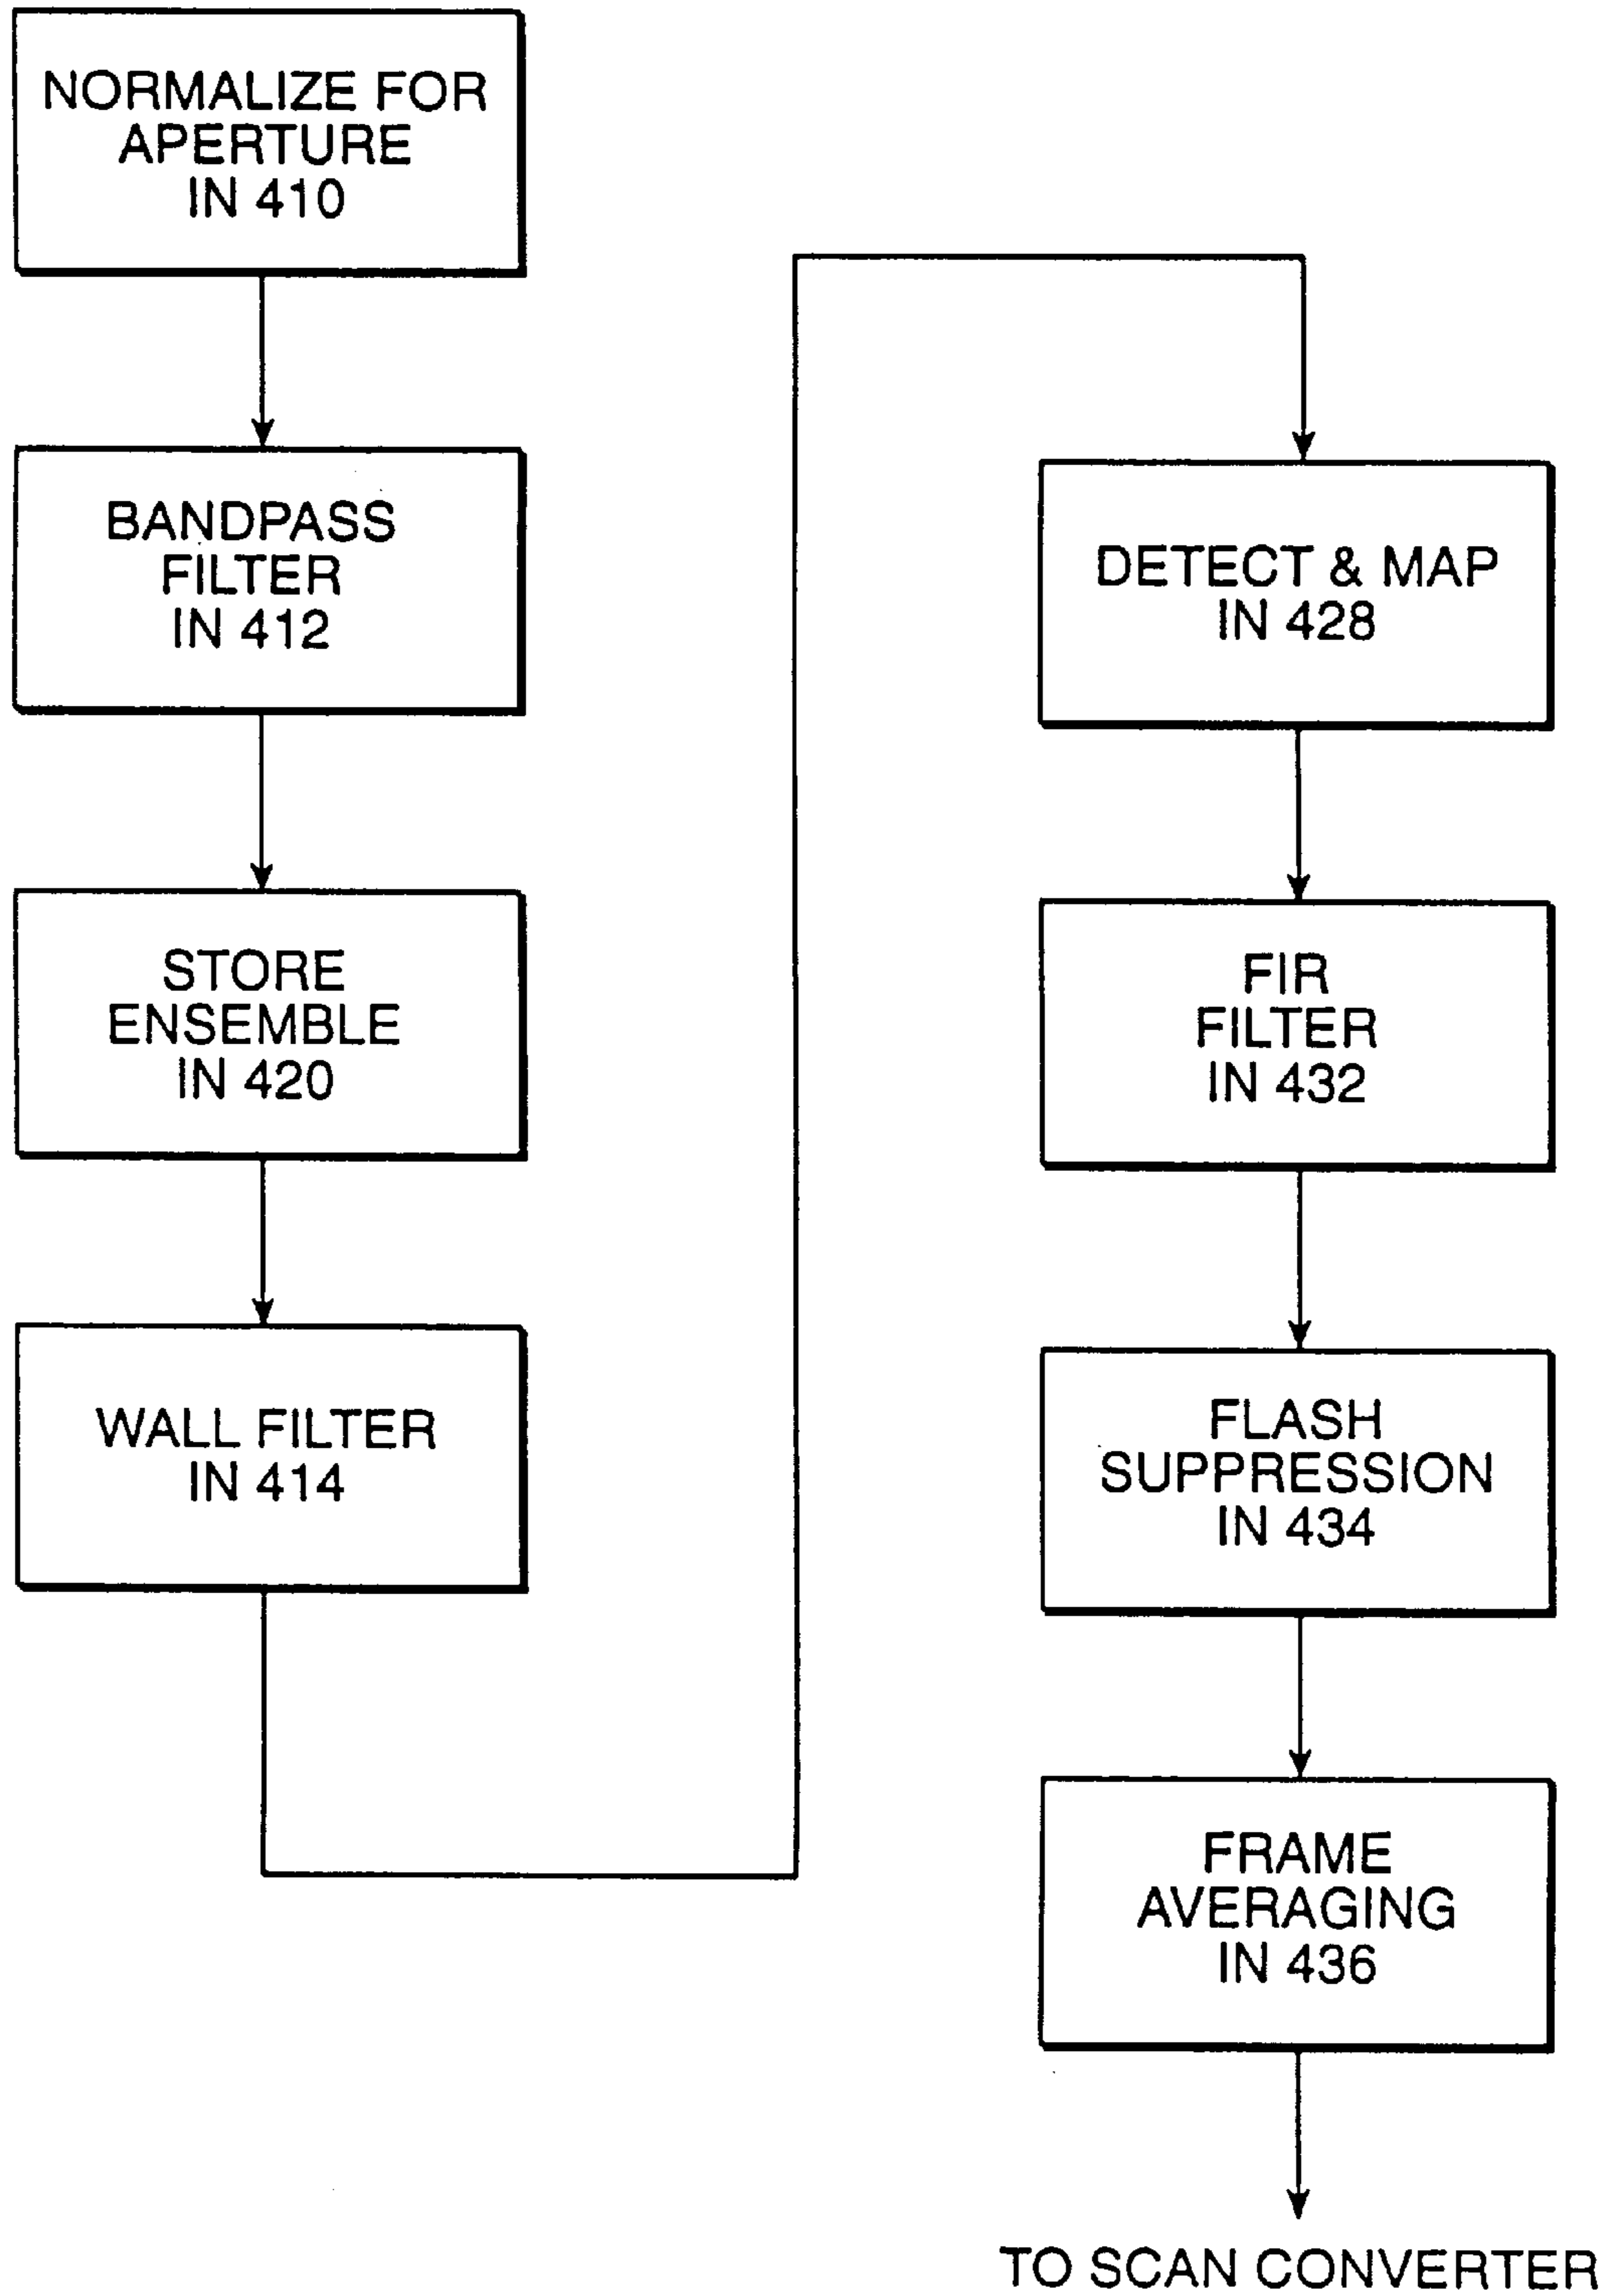 NORMALIZE FOR
APERTURE
IN 410
BANDPASS
FILTER
IN 412
STORE
ENSEMBLE
IN 420
WALL FILTER
IN 414
DETECT & MAP
IN 428
FIR
FILTER
IN 432
FLASH
SUPPRESSION
IN 434
FRAME
AVERAGING
IN 436
TO SCAN CONVERTER